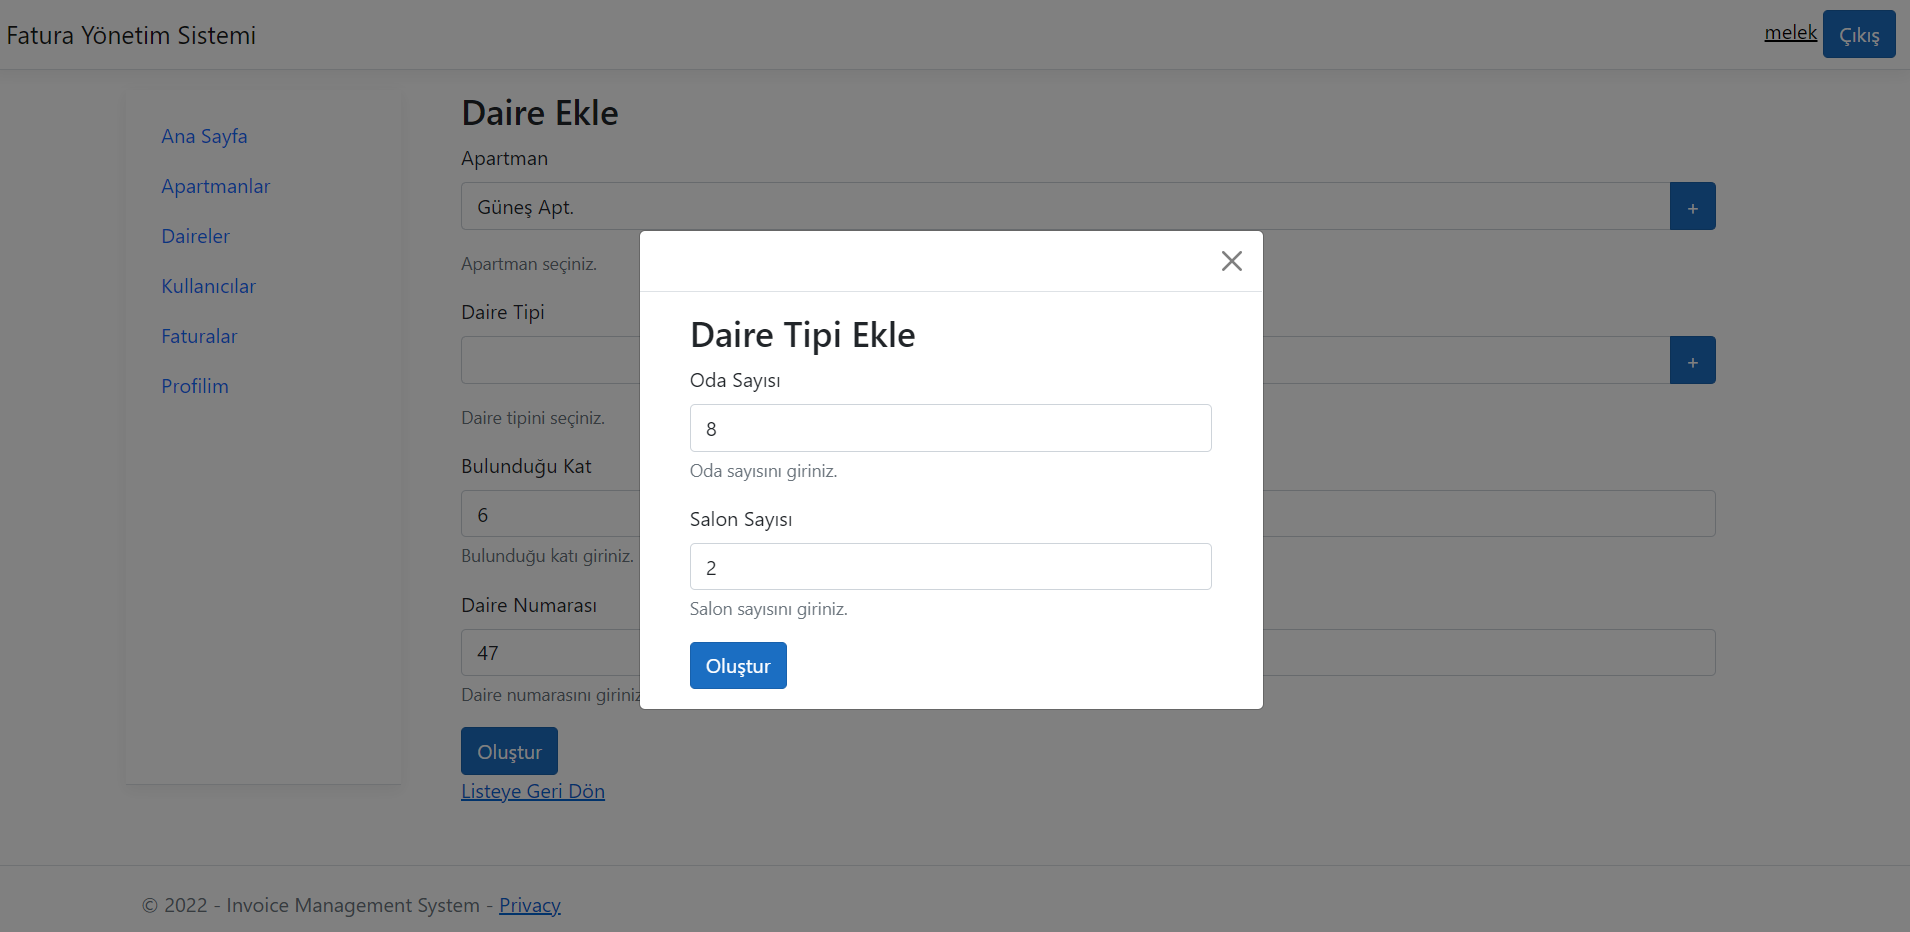 Fatura Yönetim Sistemi
melek
Çıkış
Ana Sayfa
Apartmanlar
Daireler
Kullanıcılar
Faturalar
Profilim
Daire Ekle
Apartman
Güneş Apt.
+
Apartman seçiniz.
Daire Tipi
+
Daire tipini seçiniz.
Bulunduğu Kat
6
Bulunduğu katı giriniz.
Daire Numarası
47
Daire numarasını giriniz
Oluştur
Listeye Geri Dön
Daire Tipi Ekle
Oda Sayısı
8
Oda sayısını giriniz.
Salon Sayısı
2
Salon sayısını giriniz.
Oluştur
© 2022 - Invoice Management System - Privacy